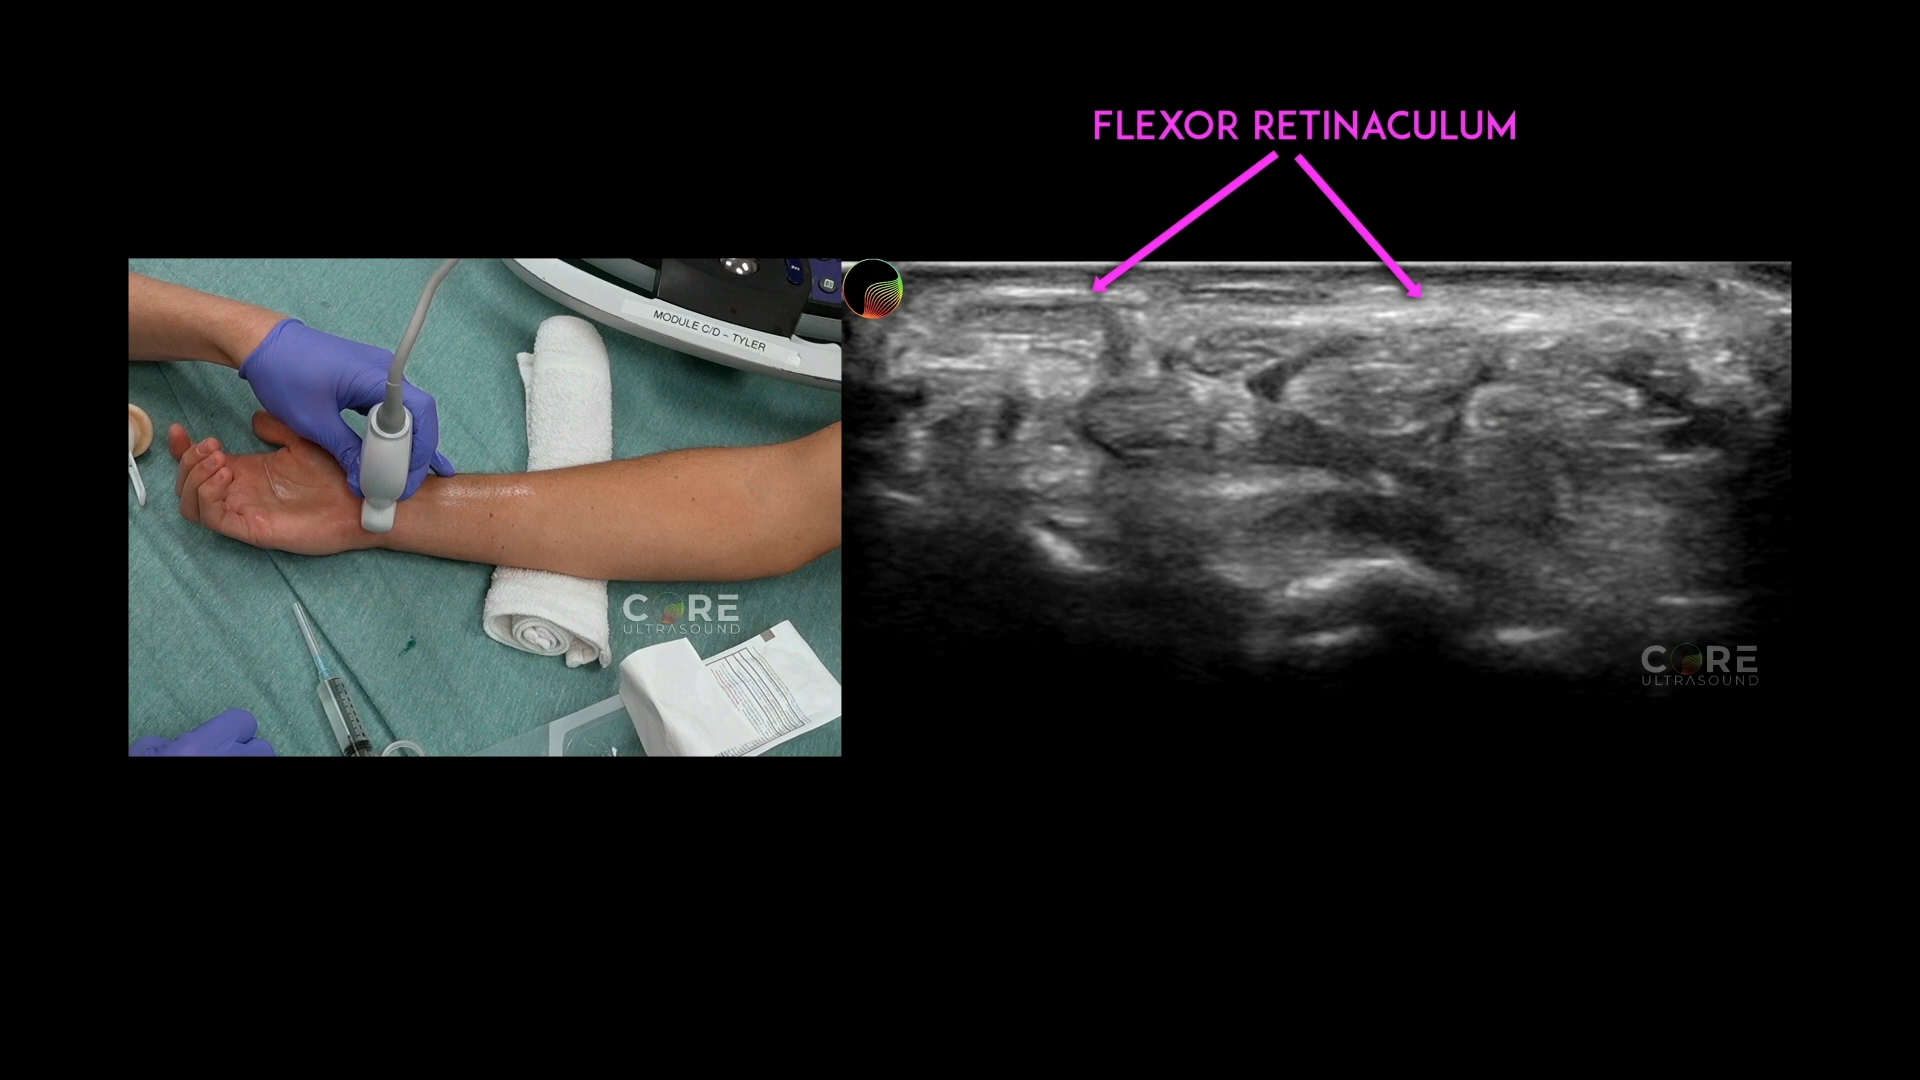 FLEXOR RETINACULUM
MODULE C/D - TYLER
CORE
ULTRASOUND
CORE
ULTRASOUND